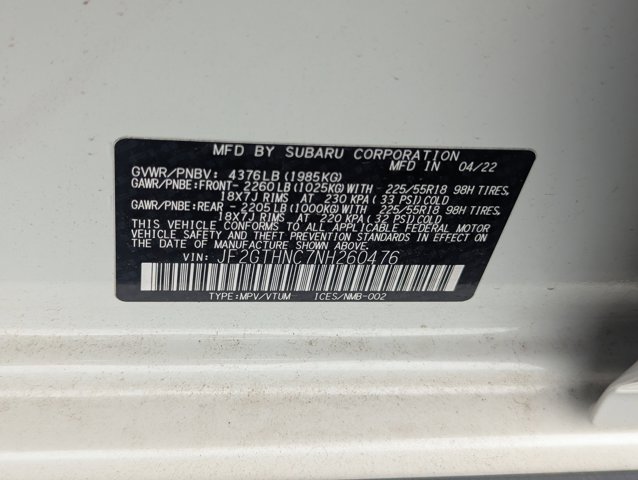 MFD BY SUBARU CORPORATION
MFD IN 04/22
GVWR/PNBV: 4376LB (1985KG)
GAWR/PNBE:FRONT- 2260LB(1025KG)WITH - 225/55R18 98H TIRES,
18X7J RIMS AT 230 KPA( 33 PSI)COLD
GAWR/PNBE:REAR - 2205LB(1000KG)WITH - 225/55R18 98H TIRES,
18X7J RIMS AT 220 KPA( 32 PSI)COLD
THIS VEHICLE CONFORMS TO ALL APPLICABLE FEDERAL MOTOR
VEHICLE SAFETY AND THEFT PREVENTION STANDARDS IN EFFECT
ON THE DATE OF MANUFACTURE SHOWN ABOVE.
VIN: JF2GTHNC7NH260476
TYPE:MPV/VTUM ICES/NMB-002